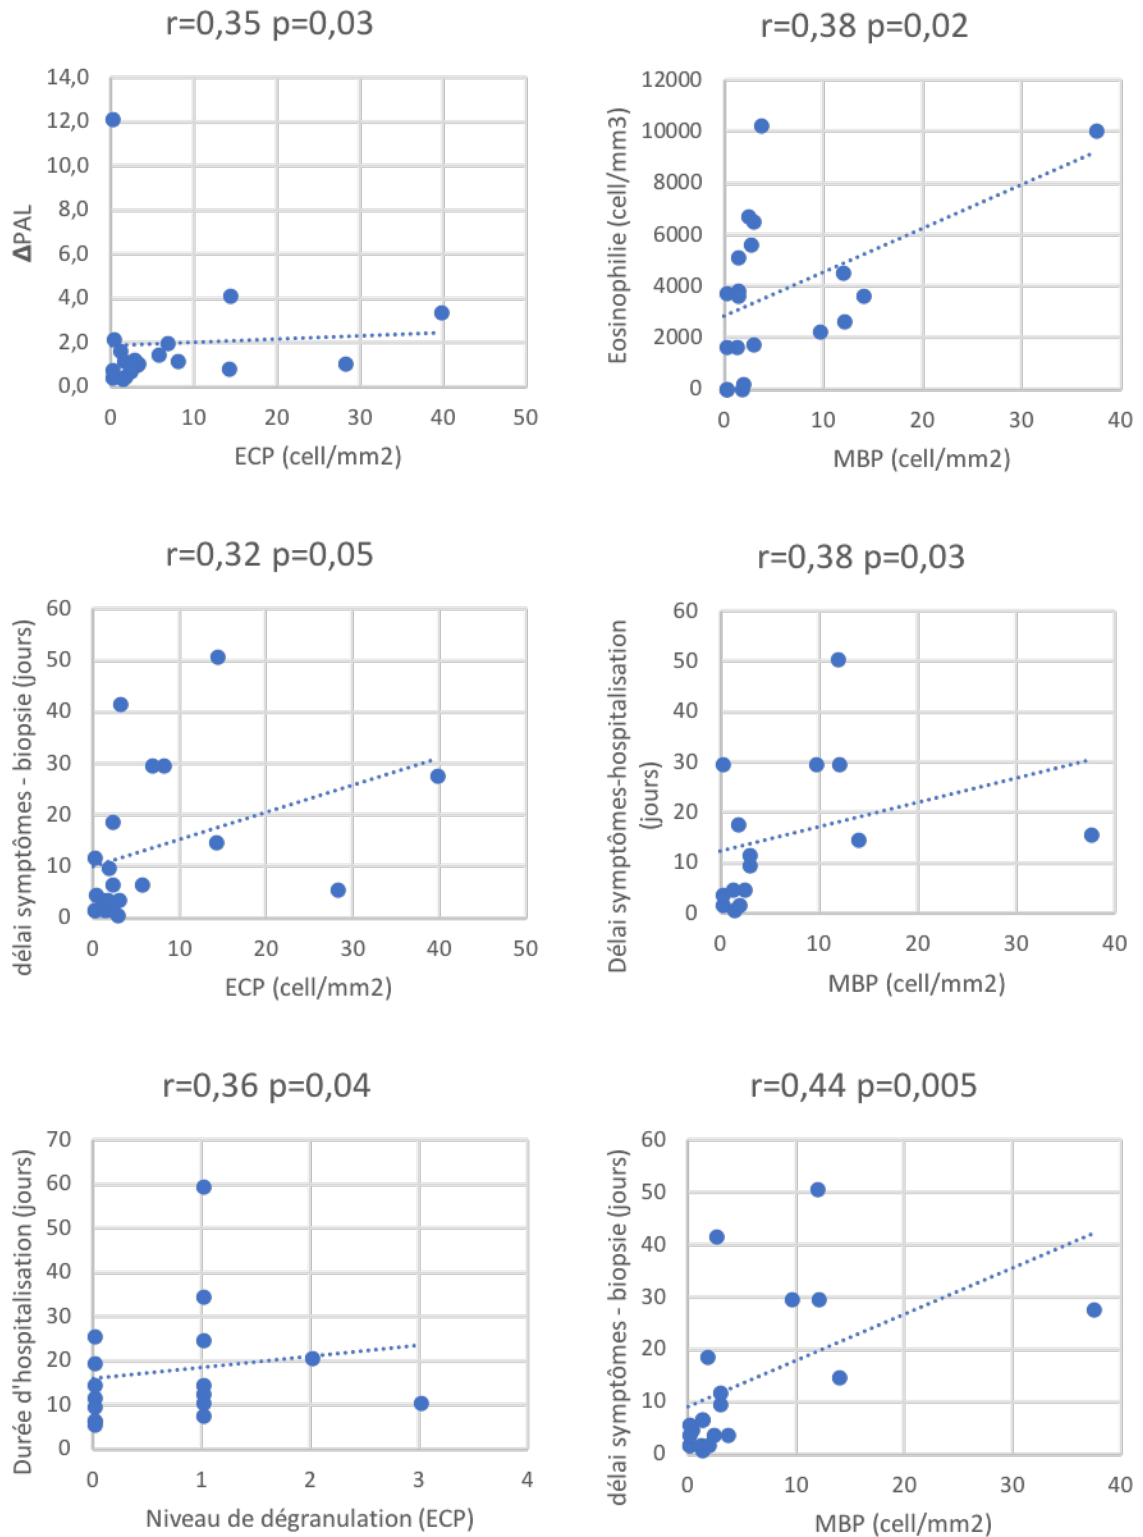 r=0,35 p=0,03
14,0
12,0
10,0
8,0
6,0
4,0
2,0
0,0
ΔPAL
0 10 20 30 40 50
ECP (cell/mm2)
r=0,38 p=0,02
12000
10000
8000
6000
4000
2000
0
Eosinophilie (cell/mm3)
0 10 20 30 40
MBP (cell/mm2)
r=0,32 p=0,05
60
50
40
30
20
10
0
délai symptômes - biopsie (jours)
0 10 20 30 40 50
ECP (cell/mm2)
r=0,38 p=0,03
60
50
40
30
20
10
0
Délai symptômes-hospitalisation
(jours)
0 10 20 30 40
MBP (cell/mm2)
r=0,36 p=0,04
70
60
50
40
30
20
10
0
Durée d'hospitalisation (jours)
0 1 2 3 4
Niveau de dégranulation (ECP)
r=0,44 p=0,005
60
50
40
30
20
10
0
délai symptômes - biopsie (jours)
0 10 20 30 40
MBP (cell/mm2)